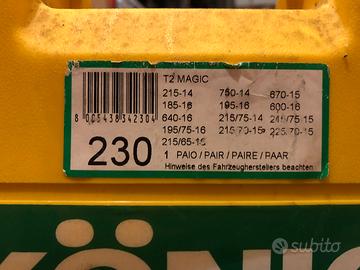 T2 MAGIC
215-14 750-14 670-15
185-16 195-16 600-16
640-16 215/75-14 215/75-15
195/75-16 215/70-15 225/70-15
215/65-16
8 005438 342304
230
1 PAIO / PAIR / PAIRE / PAAR
Hinweise des Fahrzeugherstellers beachten
KÖNIG
subito